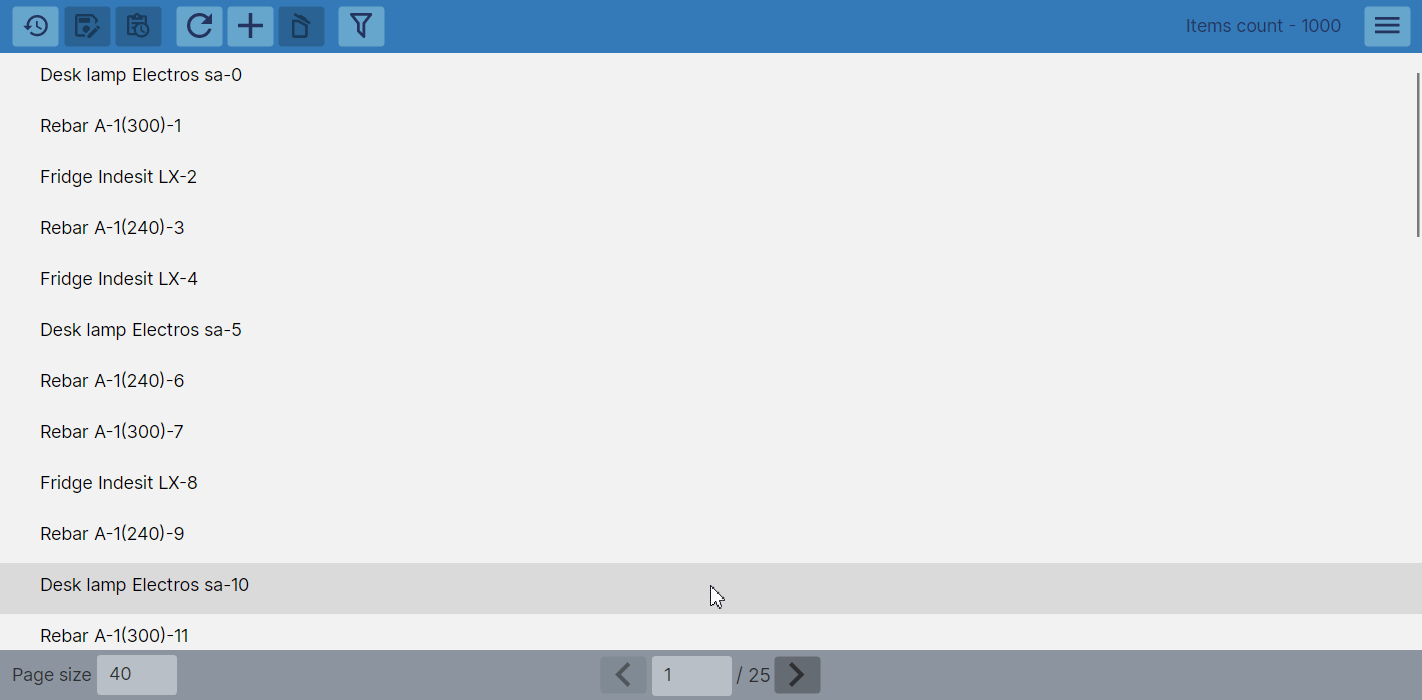 Items count - 1000
Desk lamp Electros sa-0
Rebar A-1(300)-1
Fridge Indesit LX-2
Rebar A-1(240)-3
Fridge Indesit LX-4
Desk lamp Electros sa-5
Rebar A-1(240)-6
Rebar A-1(300)-7
Fridge Indesit LX-8
Rebar A-1(240)-9
Desk lamp Electros sa-10
Rebar A-1(300)-11
Page size 40 1 / 25